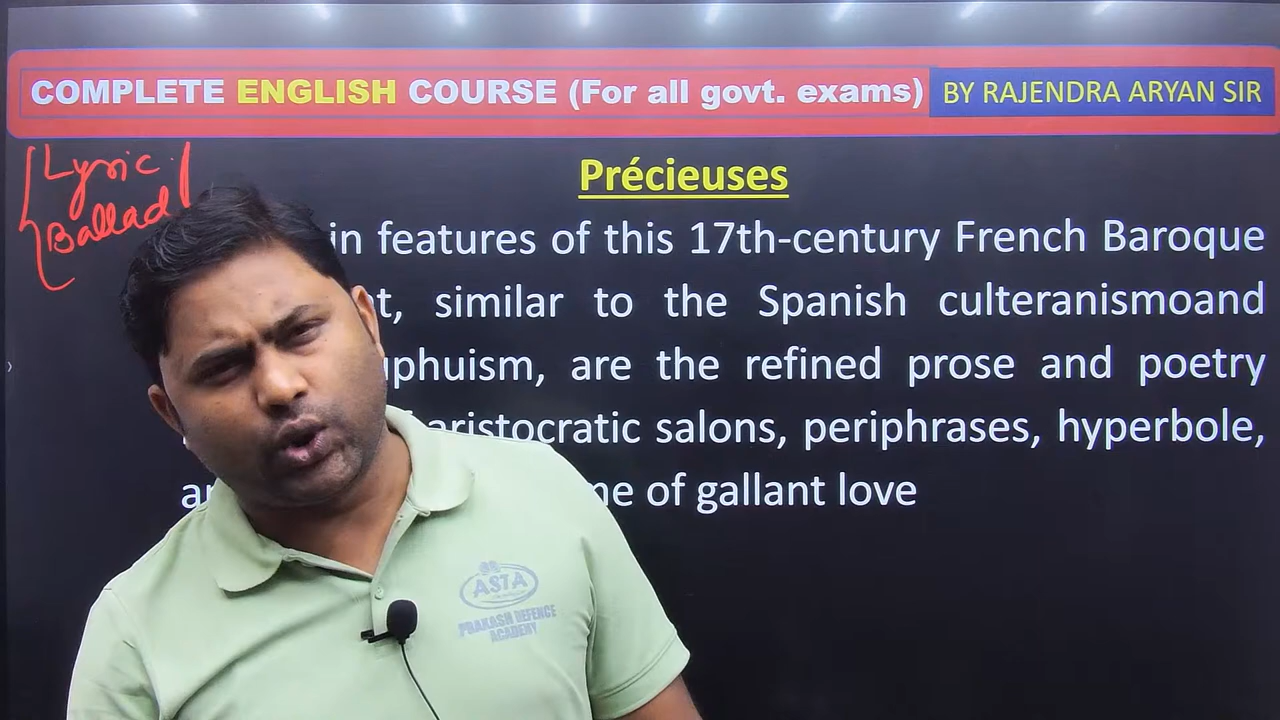 COMPLETE ENGLISH COURSE (For all govt. exams) BY RAJENDRA ARYAN SIR
Lyric
Ballad
Précieuses
in features of this 17th-century French Baroque
t, similar to the Spanish culteranismoand
uphuism, are the refined prose and poetry
aristocratic salons, periphrases, hyperbole,
a me of gallant love
ASTA
PRAKASH DEFENCE
ACADEMY